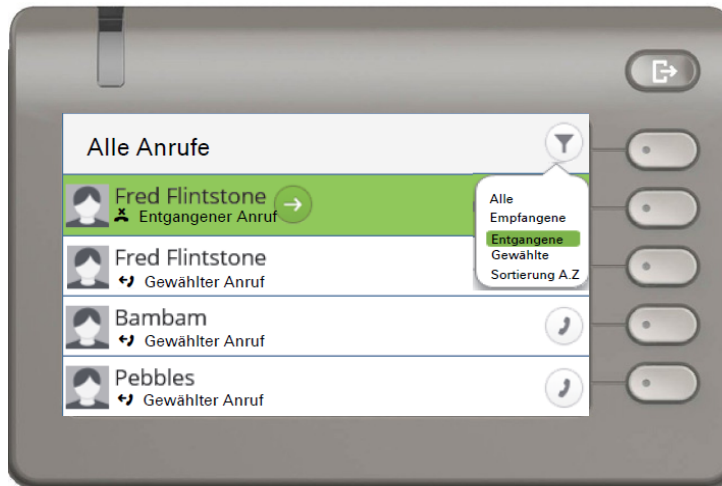 Alle Anrufe
Fred Flintstone
Entgangener Anruf
Fred Flintstone
Gewählter Anruf
Bambam
Gewählter Anruf
Pebbles
Gewählter Anruf
Alle
Empfangene
Entgangene
Gewählte
Sortierung A.Z